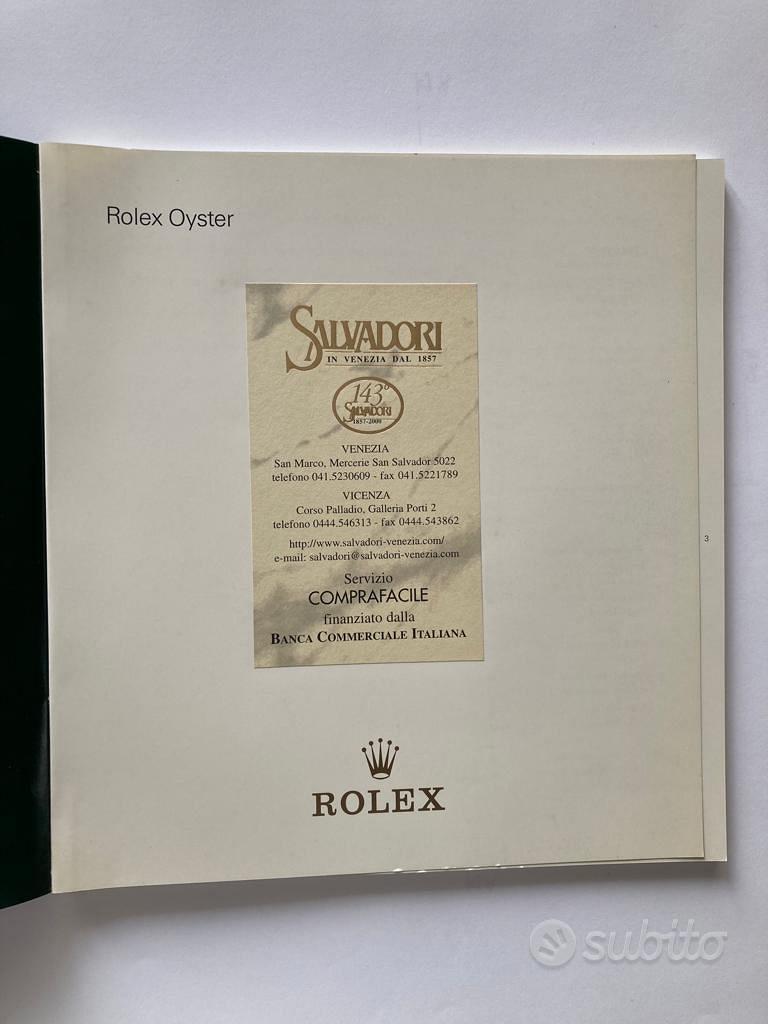 Rolex Oyster
SALVADORI
IN VENEZIA DAL 1857
143°
SALVADORI
1857-2000
VENEZIA
San Marco, Mercerie San Salvador 5022
telefono 041.5230609 - fax 041.5221789
VICENZA
Corso Palladio, Galleria Porti 2
telefono 0444.546313 - fax 0444.543862
http://www.salvadori-venezia.com/
e-mail: salvadori@salvadori-venezia.com
Servizio
COMPRAFACILE
finanziato dalla
BANCA COMMERCIALE ITALIANA
3
ROLEX
subito